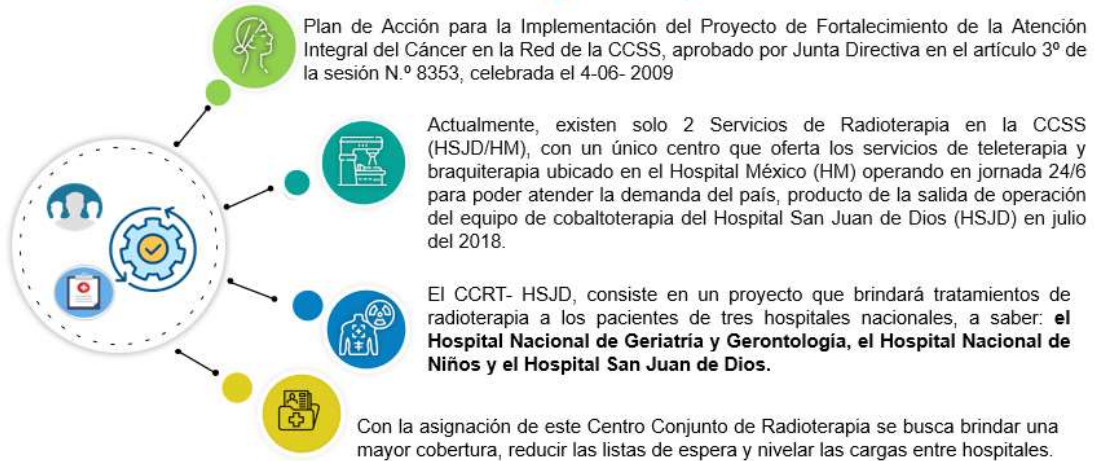 Plan de Acción para la Implementación del Proyecto de Fortalecimiento de la Atención
Integral del Cáncer en la Red de la CCSS, aprobado por Junta Directiva en el artículo 3º de
la sesión N.º 8353, celebrada el 4-06- 2009
Actualmente, existen solo 2 Servicios de Radioterapia en la CCSS
(HSJD/HM), con un único centro que oferta los servicios de teleterapia y
braquiterapia ubicado en el Hospital México (HM) operando en jornada 24/6
para poder atender la demanda del país, producto de la salida de operación
del equipo de cobaltoterapia del Hospital San Juan de Dios (HSJD) en julio
del 2018.
El CCRT- HSJD, consiste en un proyecto que brindará tratamientos de
radioterapia a los pacientes de tres hospitales nacionales, a saber: el
Hospital Nacional de Geriatría y Gerontología, el Hospital Nacional de
Niños y el Hospital San Juan de Dios.
Con la asignación de este Centro Conjunto de Radioterapia se busca brindar una
mayor cobertura, reducir las listas de espera y nivelar las cargas entre hospitales.